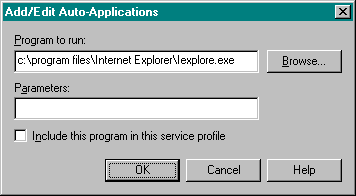 Add/Edit Auto-Applications
Program to run:
c:\program files\Internet Explorer\Iexplore.exe
Browse...
Parameters:
Include this program in this service profile
OK
Cancel
Help